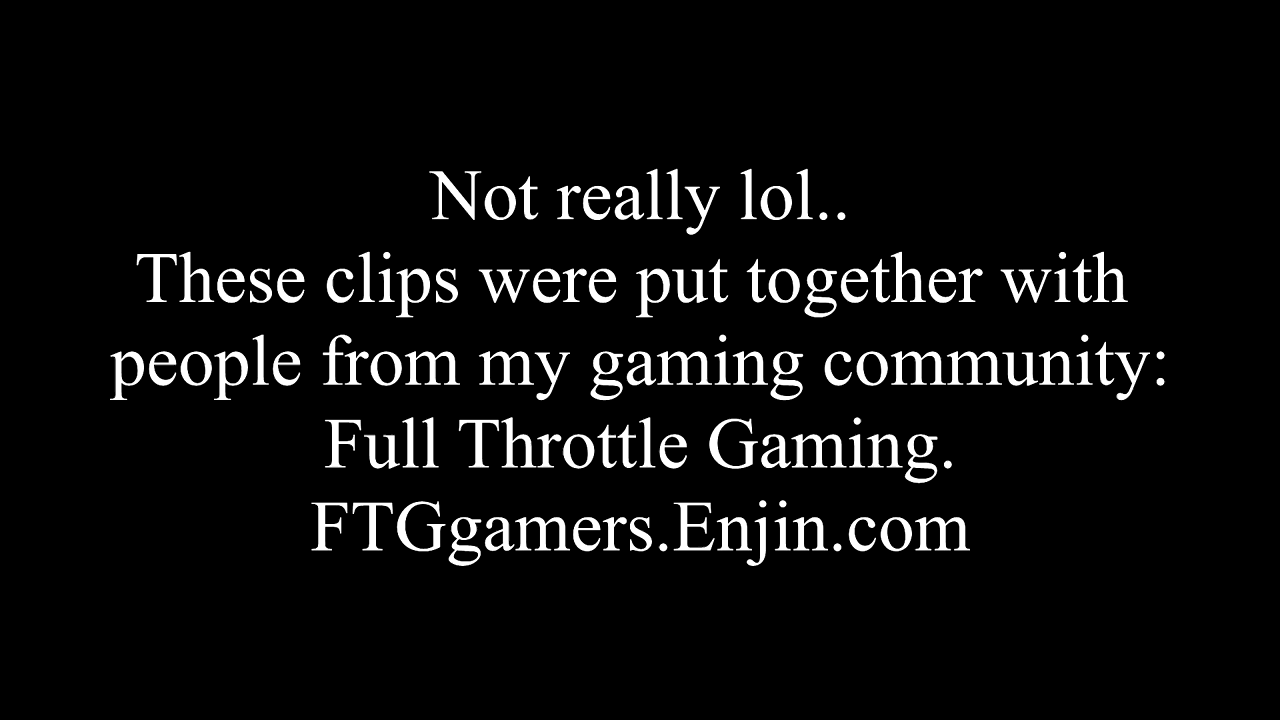 Not really lol..
These clips were put together with
people from my gaming community:
Full Throttle Gaming.
FTGgamers.Enjin.com